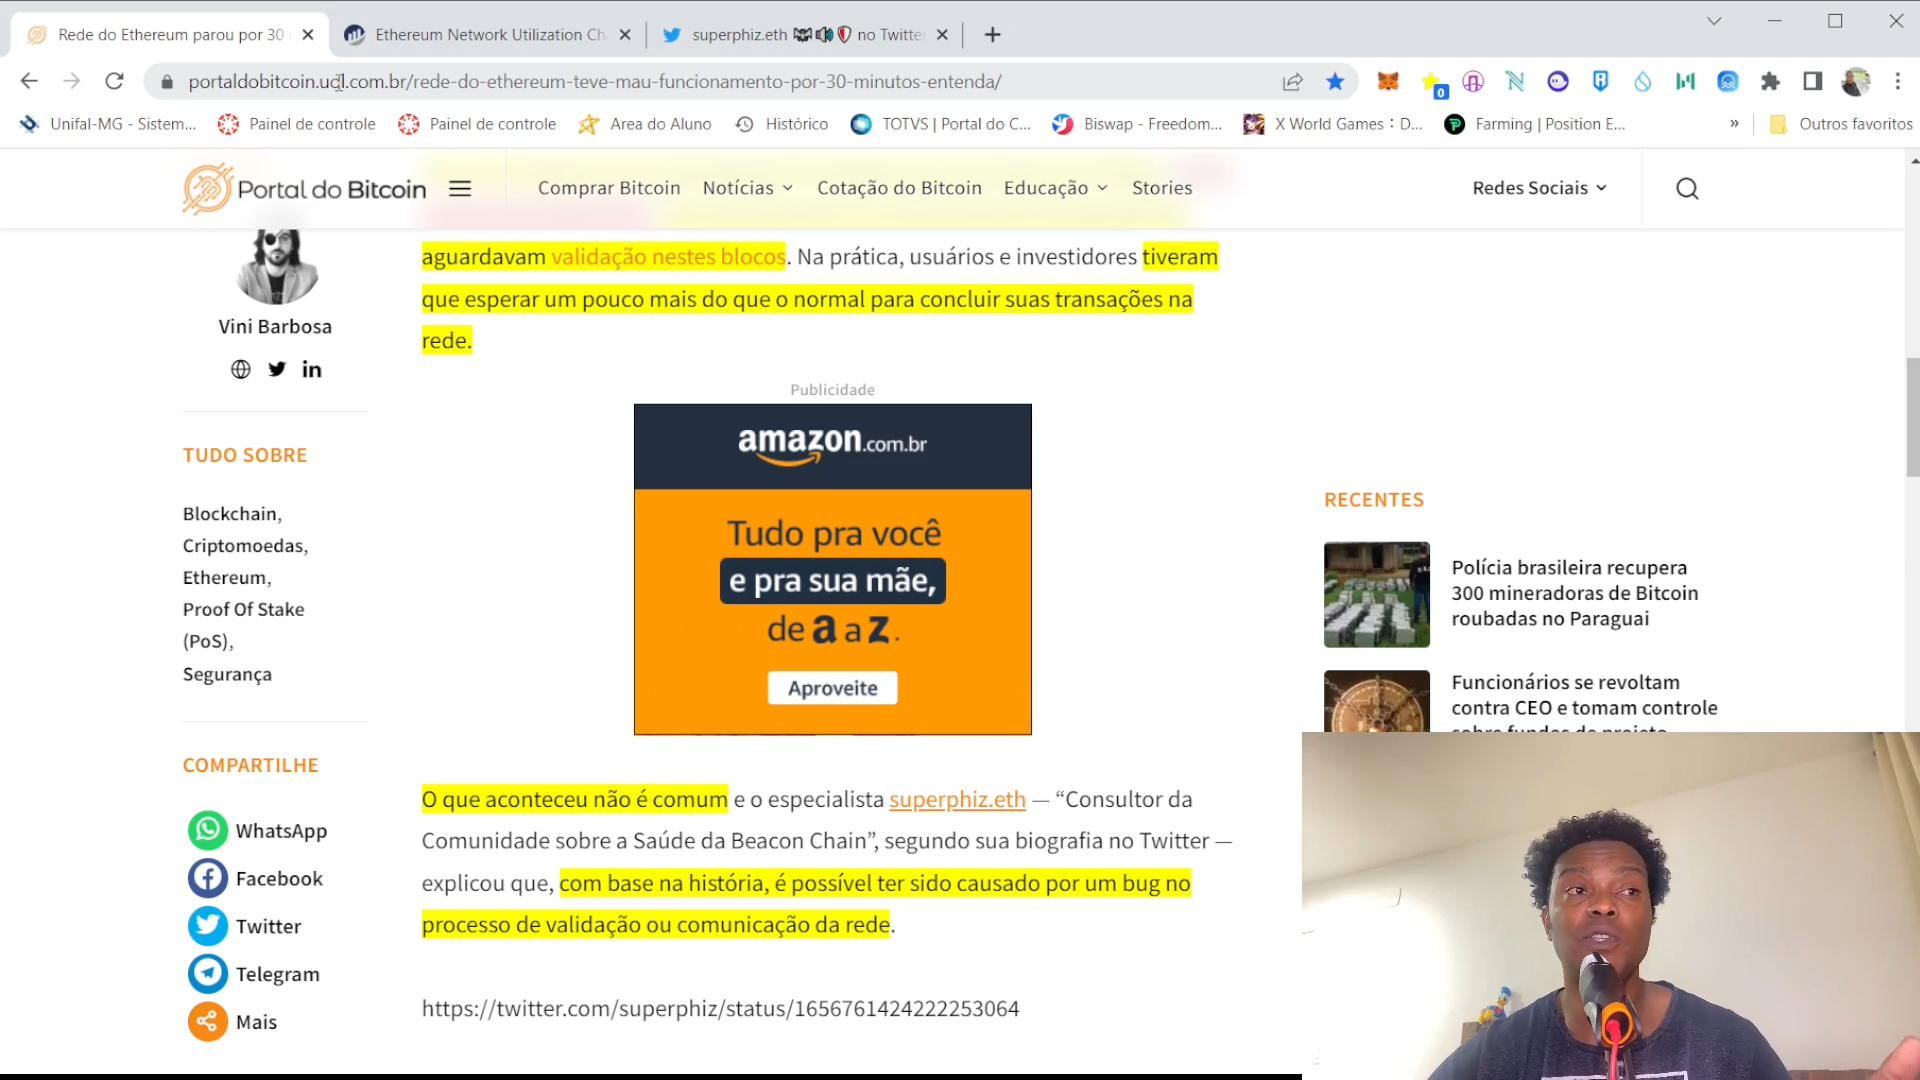 Rede do Ethereum parou por 30
Ethereum Network Utilization Ch
superphiz.eth no Twitte
portaldobitcoin.uol.com.br/rede-do-ethereum-teve-mau-funcionamento-por-30-minutos-entenda/
0
Unifal-MG - Sistem...
Painel de controle
Painel de controle
Area do Aluno
Histórico
TOTVS | Portal do C...
Biswap - Freedom...
X World Games : D...
Farming | Position E...
»
Outros favoritos
Portal do Bitcoin
Comprar Bitcoin
Notícias
Cotação do Bitcoin
Educação
Stories
Redes Sociais
Vini Barbosa
aguardavam validação nestes blocos. Na prática, usuários e investidores tiveram
que esperar um pouco mais do que o normal para concluir suas transações na
rede.
Publicidade
amazon.com.br
Tudo pra você
e pra sua mãe,
de a a z.
Aproveite
TUDO SOBRE
Blockchain,
Criptomoedas,
Ethereum,
Proof Of Stake
(PoS),
Segurança
COMPARTILHE
WhatsApp
Facebook
Twitter
Telegram
Mais
O que aconteceu não é comum e o especialista superphiz.eth — “Consultor da
Comunidade sobre a Saúde da Beacon Chain”, segundo sua biografia no Twitter —
explicou que, com base na história, é possível ter sido causado por um bug no
processo de validação ou comunicação da rede.
https://twitter.com/superphiz/status/1656761424222253064
RECENTES
Polícia brasileira recupera
300 mineradoras de Bitcoin
roubadas no Paraguai
Funcionários se revoltam
contra CEO e tomam controle
sobre fundos de projeto